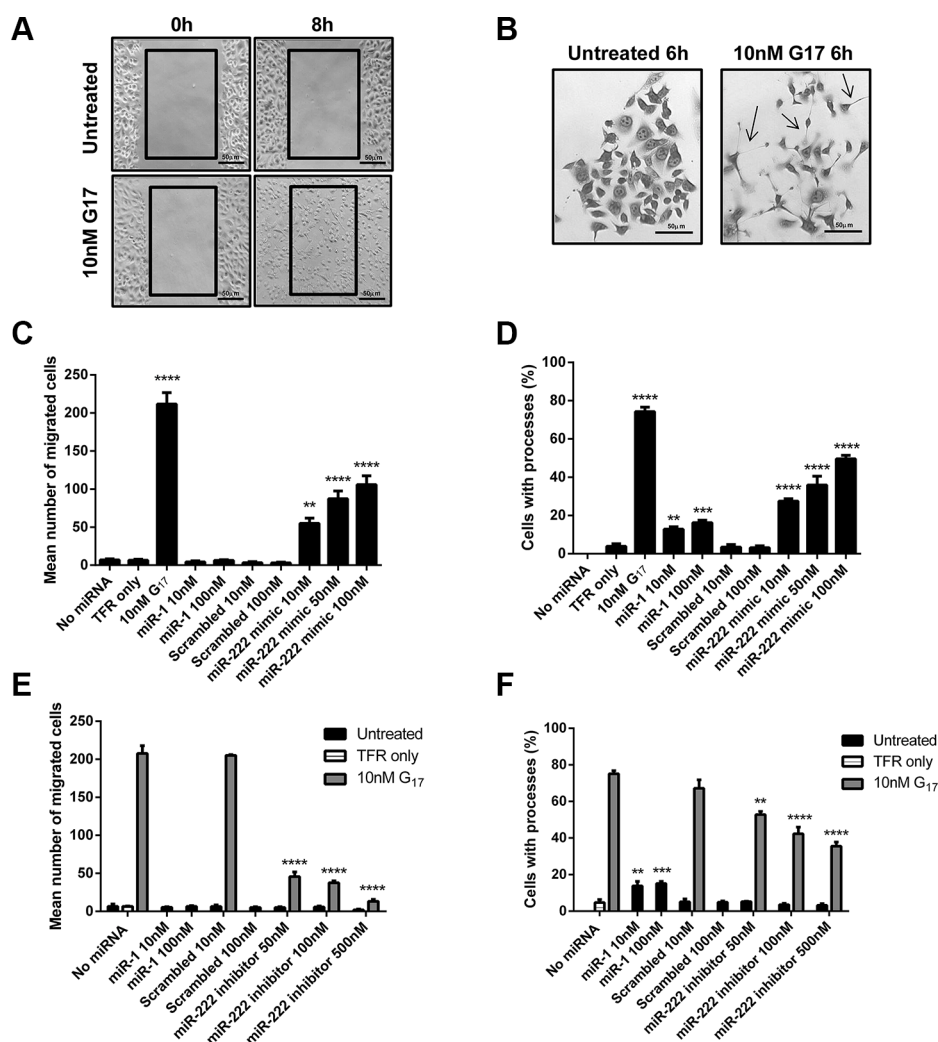 A
0h
8h
Untreated
50µm
50µm
10nM G17
50µm
50µm
B
Untreated 6h
10nM G17 6h
50µm
50µm
C
Mean number of migrated cells
250
200
150
100
50
0
****
**
****
****
No miRNA
TFR only
10nM G17
miR-1 10nM
miR-1 100nM
Scrambled 10nM
Scrambled 100nM
miR-222 mimic 10nM
miR-222 mimic 50nM
miR-222 mimic 100nM
D
Cells with processes (%)
100
80
60
40
20
0
****
**
***
****
****
****
No miRNA
TFR only
10nM G17
miR-1 10nM
miR-1 100nM
Scrambled 10nM
Scrambled 100nM
miR-222 mimic 10nM
miR-222 mimic 50nM
miR-222 mimic 100nM
E
Mean number of migrated cells
250
200
150
100
50
0
Untreated
TFR only
10nM G17
****
****
****
No miRNA
miR-1 10nM
miR-1 100nM
Scrambled 10nM
Scrambled 100nM
miR-222 inhibitor 50nM
miR-222 inhibitor 100nM
miR-222 inhibitor 500nM
F
Cells with processes (%)
100
80
60
40
20
0
Untreated
TFR only
10nM G17
**
***
**
****
****
No miRNA
miR-1 10nM
miR-1 100nM
Scrambled 10nM
Scrambled 100nM
miR-222 inhibitor 50nM
miR-222 inhibitor 100nM
miR-222 inhibitor 500nM